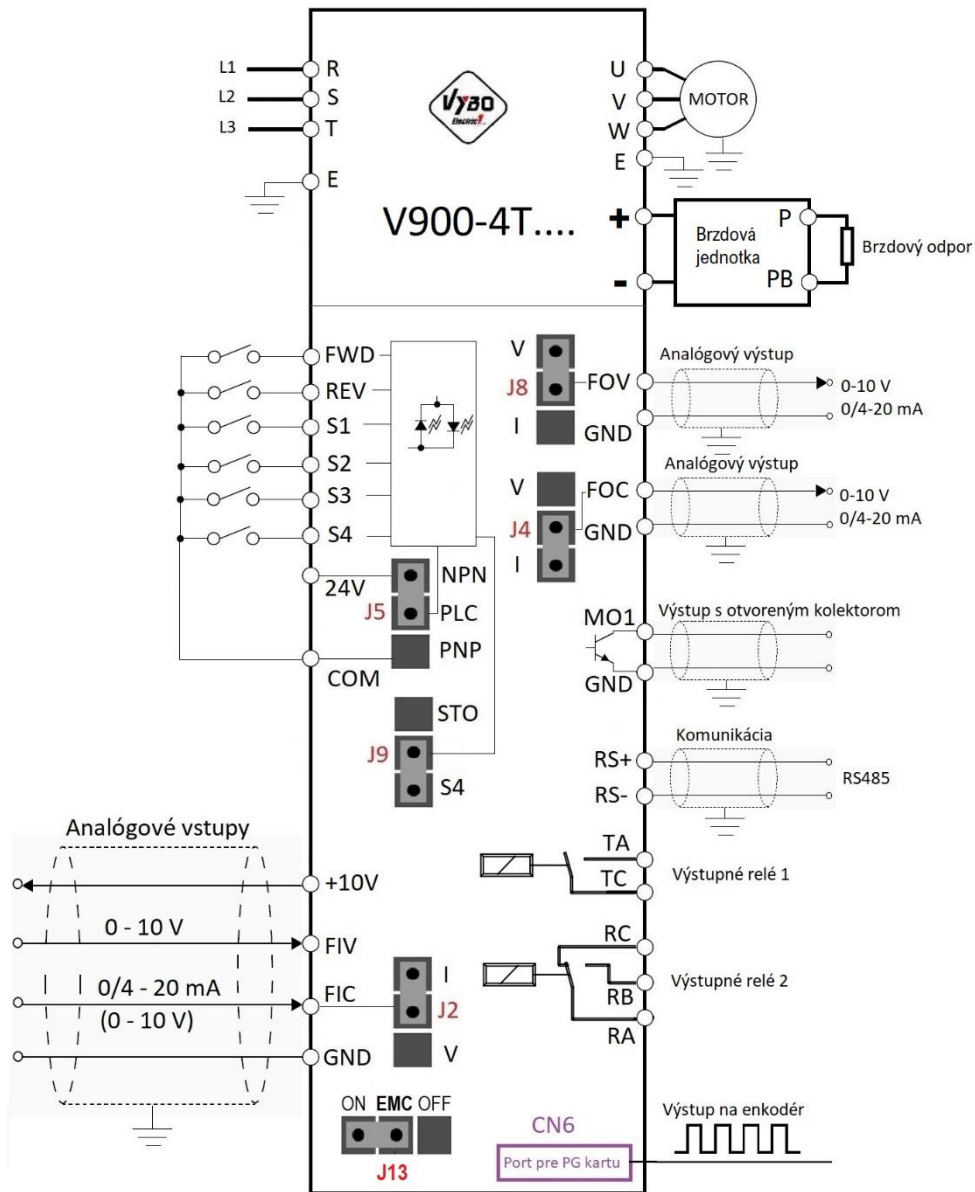 L1
R
L2
S
L3
T
E
VYBO
Electric
U
V
W
E
MOTOR
V900-4T....
+
-
Brzdová
jednotka
P
PB
Brzdový odpor
FWD
REV
S1
S2
S3
S4
24V
J5
NPN
PLC
PNP
COM
STO
J9
S4
V
J8
I
FOV
GND
Analógový výstup
0-10 V
0/4-20 mA
V
J4
I
FOC
GND
Analógový výstup
0-10 V
0/4-20 mA
MO1
GND
Výstup s otvoreným kolektorom
Komunikácia
RS+
RS-
RS485
TA
TC
Výstupné relé 1
RC
RB
RA
Výstupné relé 2
Analógové vstupy
+10V
0 - 10 V
FIV
0/4 - 20 mA
(0 - 10 V)
FIC
GND
I
J2
V
ON EMC OFF
J13
CN6
Port pre PG kartu
Výstup na enkodér